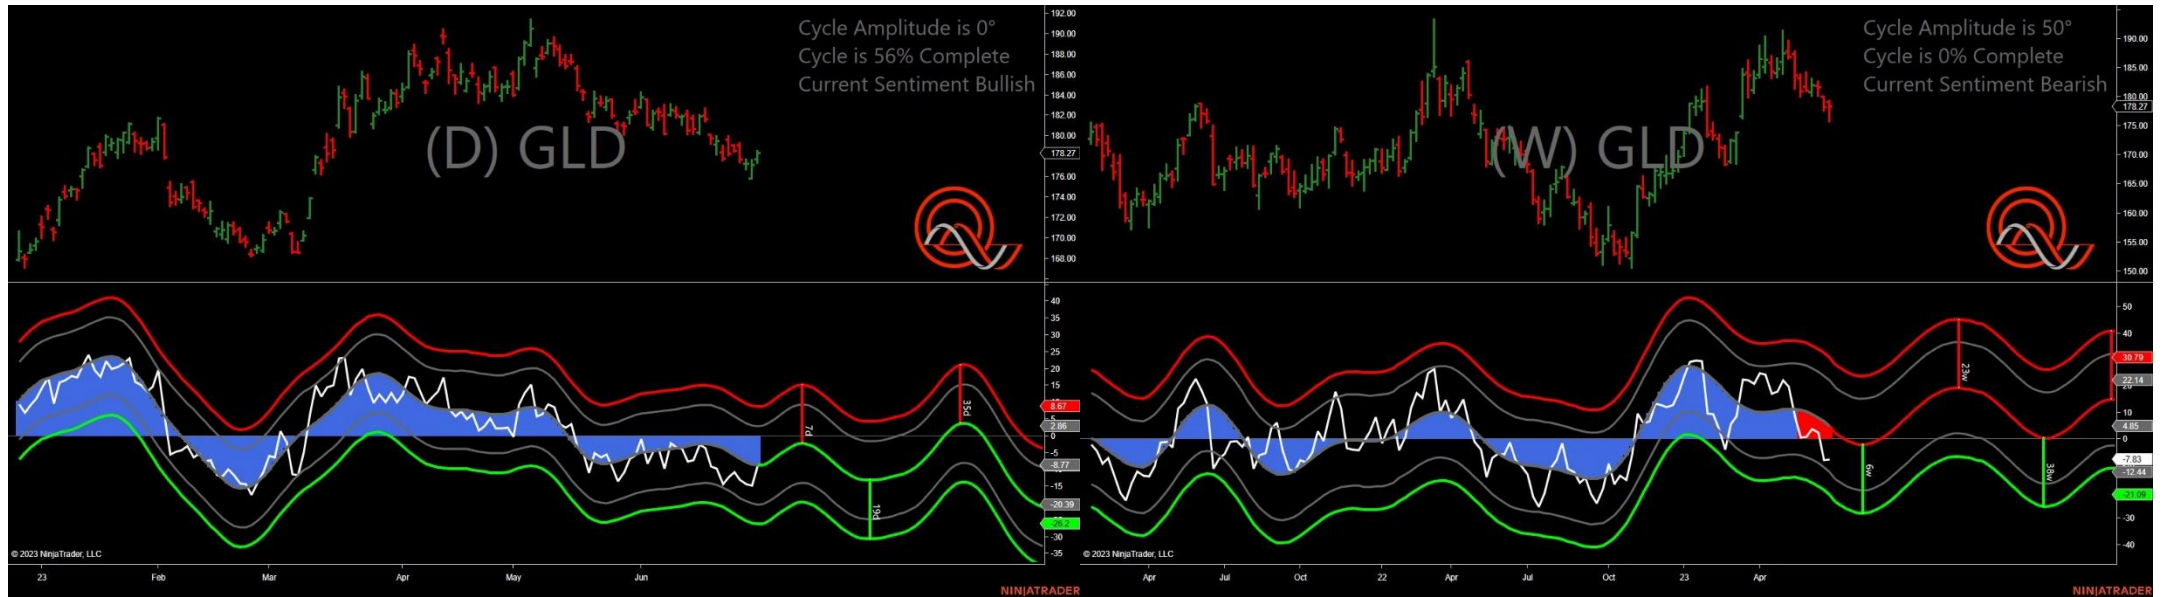 Cycle Amplitude is 0°
Cycle is 56% Complete
Current Sentiment Bullish
(D) GLD
192.00
190.00
188.00
186.00
184.00
182.00
180.00
178.27
176.00
174.00
172.00
170.00
168.00
40
35
30
25
20
15
8.67
5
2.86
0
-5
-8.77
-15
-20.39
-26.2
-30
-35
7d
19d
35d
© 2023 NinjaTrader, LLC
23 Feb Mar Apr May Jun
NINJATRADER
Cycle Amplitude is 50°
Cycle is 0% Complete
Current Sentiment Bearish
(W) GLD
190.00
185.00
180.00
178.27
175.00
170.00
165.00
160.00
155.00
150.00
50
40
30.79
22.14
20
10
4.85
0
-7.83
-12.44
-21.09
-30
-40
23w
6w
38w
© 2023 NinjaTrader, LLC
Apr Jul Oct 22 Apr Jul Oct 23 Apr
NINJATRADER